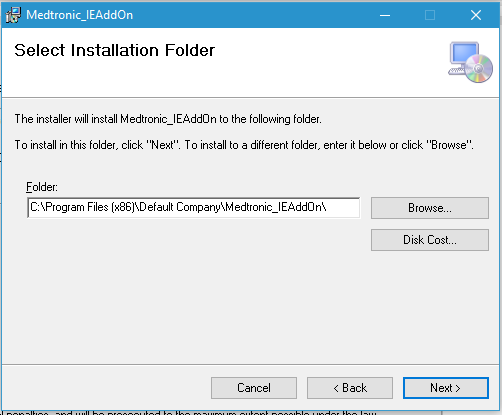 Medtronic_IEAddOn
Select Installation Folder
The installer will install Medtronic_IEAddOn to the following folder.
To install in this folder, click "Next". To install to a different folder, enter it below or click "Browse".
Folder:
C:\Program Files (x86)\Default Company\Medtronic_IEAddOn\
Browse...
Disk Cost...
Cancel
< Back
Next >
penalties, and will be prosecuted to the maximum extent possible under the law